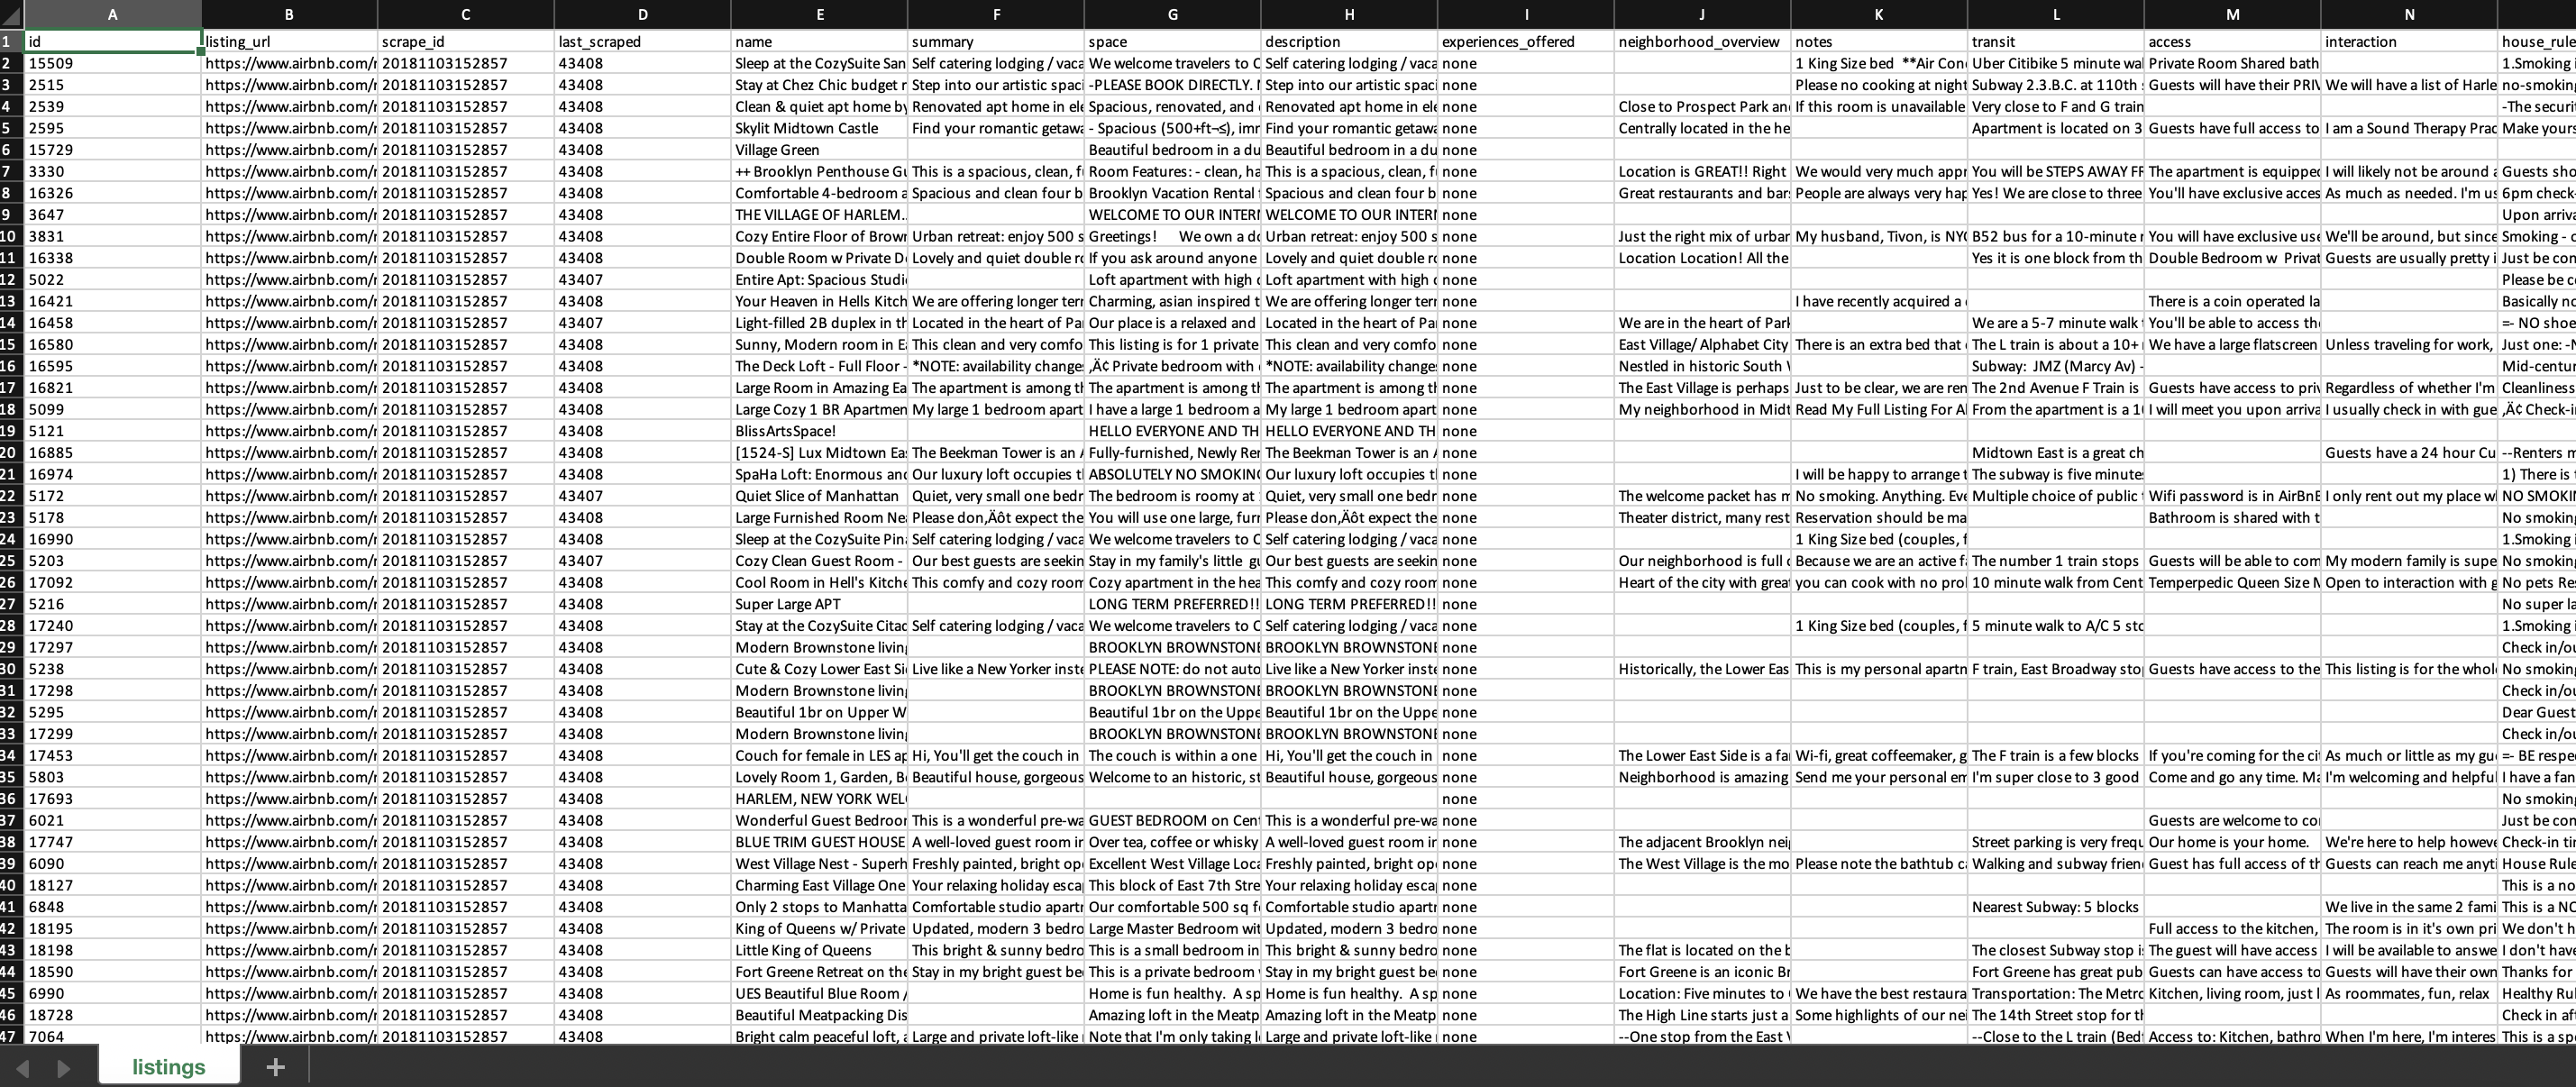 A B C D E F G H I J K L M N
1 id listing_url scrape_id last_scraped name summary space description experiences_offered neighborhood_overview notes transit access interaction house_rule
2 15509 https://www.airbnb.com/r 20181103152857 43408 Sleep at the CozySuite San Self catering lodging / vaca We welcome travelers to C Self catering lodging / vaca none 1 King Size bed **Air Con Uber Citibike 5 minute wal Private Room Shared bath 1.Smoking i
3 2515 https://www.airbnb.com/r 20181103152857 43408 Stay at Chez Chic budget r Step into our artistic spaci -PLEASE BOOK DIRECTLY. Step into our artistic spaci none Please no cooking at night Subway 2.3.B.C. at 110th Guests will have their PRIV We will have a list of Harle no-smoking
4 2539 https://www.airbnb.com/r 20181103152857 43408 Clean & quiet apt home by Renovated apt home in ele Spacious, renovated, and Renovated apt home in ele none Close to Prospect Park and If this room is unavailable Very close to F and G train -The securi
5 2595 https://www.airbnb.com/r 20181103152857 43408 Skylit Midtown Castle Find your romantic getawa - Spacious (500+ft¬≤), imr Find your romantic getawa none Centrally located in the he Apartment is located on 3 Guests have full access to I am a Sound Therapy Prac Make yours
6 15729 https://www.airbnb.com/r 20181103152857 43408 Village Green Beautiful bedroom in a du Beautiful bedroom in a du none
7 3330 https://www.airbnb.com/r 20181103152857 43408 ++ Brooklyn Penthouse Gu This is a spacious, clean, f Room Features: - clean, ha This is a spacious, clean, f none Location is GREAT!! Right We would very much appr You will be STEPS AWAY FR The apartment is equipped I will likely not be around Guests sho
8 16326 https://www.airbnb.com/r 20181103152857 43408 Comfortable 4-bedroom a Spacious and clean four b Brooklyn Vacation Rental Spacious and clean four b none Great restaurants and bar People are always very hap Yes! We are close to three You'll have exclusive acces As much as needed. I'm us 6pm check-
9 3647 https://www.airbnb.com/r 20181103152857 43408 THE VILLAGE OF HARLEM.. WELCOME TO OUR INTERN WELCOME TO OUR INTERN none Upon arriva
10 3831 https://www.airbnb.com/r 20181103152857 43408 Cozy Entire Floor of Brown Urban retreat: enjoy 500 s Greetings! We own a do Urban retreat: enjoy 500 s none Just the right mix of urban My husband, Tivon, is NYC B52 bus for a 10-minute r You will have exclusive use We'll be around, but since Smoking - o
11 16338 https://www.airbnb.com/r 20181103152857 43408 Double Room w Private De Lovely and quiet double ro If you ask around anyone Lovely and quiet double ro none Location Location! All the Yes it is one block from th Double Bedroom w Privat Guests are usually pretty i Just be con
12 5022 https://www.airbnb.com/r 20181103152857 43407 Entire Apt: Spacious Studi Loft apartment with high c Loft apartment with high c none Please be c
13 16421 https://www.airbnb.com/r 20181103152857 43408 Your Heaven in Hells Kitch We are offering longer terr Charming, asian inspired t We are offering longer terr none I have recently acquired a There is a coin operated la Basically no
14 16458 https://www.airbnb.com/r 20181103152857 43407 Light-filled 2B duplex in th Located in the heart of Pa Our place is a relaxed and Located in the heart of Pa none We are in the heart of Park We are a 5-7 minute walk You'll be able to access the =- NO shoe
15 16580 https://www.airbnb.com/r 20181103152857 43408 Sunny, Modern room in Ea This clean and very comfo This listing is for 1 private This clean and very comfo none East Village/ Alphabet City There is an extra bed that The L train is about a 10+ We have a large flatscreen Unless traveling for work, Just one: -N
16 16595 https://www.airbnb.com/r 20181103152857 43408 The Deck Loft - Full Floor - *NOTE: availability change ‚Ä¢ Private bedroom with *NOTE: availability change none Nestled in historic South Subway: JMZ (Marcy Av) - Mid-centur
17 16821 https://www.airbnb.com/r 20181103152857 43408 Large Room in Amazing Ea The apartment is among th The apartment is among th The apartment is among th none The East Village is perhaps Just to be clear, we are ren The 2nd Avenue F Train is Guests have access to priv Regardless of whether I'm Cleanliness
18 5099 https://www.airbnb.com/r 20181103152857 43408 Large Cozy 1 BR Apartmen My large 1 bedroom apart I have a large 1 bedroom a My large 1 bedroom apart none My neighborhood in Midt Read My Full Listing For Al From the apartment is a 1 I will meet you upon arriva I usually check in with gue ‚Ä¢ Check-i
19 5121 https://www.airbnb.com/r 20181103152857 43408 BlissArtsSpace! HELLO EVERYONE AND TH HELLO EVERYONE AND TH none
20 16885 https://www.airbnb.com/r 20181103152857 43408 [1524-S] Lux Midtown Eas The Beekman Tower is an A Fully-furnished, Newly Ren The Beekman Tower is an A none Midtown East is a great ch Guests have a 24 hour Cu --Renters m
21 16974 https://www.airbnb.com/r 20181103152857 43408 SpaHa Loft: Enormous and Our luxury loft occupies t ABSOLUTELY NO SMOKING Our luxury loft occupies t none I will be happy to arrange t The subway is five minute 1) There is
22 5172 https://www.airbnb.com/r 20181103152857 43407 Quiet Slice of Manhattan Quiet, very small one bedr The bedroom is roomy at Quiet, very small one bedr none The welcome packet has m No smoking. Anything. Eve Multiple choice of public Wifi password is in AirBnB I only rent out my place w NO SMOKIN
23 5178 https://www.airbnb.com/r 20181103152857 43408 Large Furnished Room Nea Please don‚Äôt expect the You will use one large, furr Please don‚Äôt expect the none Theater district, many rest Reservation should be ma Bathroom is shared with t No smoking
24 16990 https://www.airbnb.com/r 20181103152857 43408 Sleep at the CozySuite Pin Self catering lodging / vaca We welcome travelers to C Self catering lodging / vaca none 1 King Size bed (couples, f 1.Smoking i
25 5203 https://www.airbnb.com/r 20181103152857 43407 Cozy Clean Guest Room - Our best guests are seekin Stay in my family's little gu Our best guests are seekin none Our neighborhood is full Because we are an active f The number 1 train stops Guests will be able to com My modern family is supe No smoking
26 17092 https://www.airbnb.com/r 20181103152857 43408 Cool Room in Hell's Kitche This comfy and cozy room Cozy apartment in the hea This comfy and cozy room none Heart of the city with great you can cook with no pro 10 minute walk from Cent Temperpedic Queen Size M Open to interaction with g No pets Res
27 5216 https://www.airbnb.com/r 20181103152857 43408 Super Large APT LONG TERM PREFERRED!! LONG TERM PREFERRED!! none No super la
28 17240 https://www.airbnb.com/r 20181103152857 43408 Stay at the CozySuite Citad Self catering lodging / vaca We welcome travelers to C Self catering lodging / vaca none 1 King Size bed (couples, f 5 minute walk to A/C 5 sto 1.Smoking i
29 17297 https://www.airbnb.com/r 20181103152857 43408 Modern Brownstone living BROOKLYN BROWNSTONE BROOKLYN BROWNSTONE none Check in/ou
30 5238 https://www.airbnb.com/r 20181103152857 43408 Cute & Cozy Lower East Si Live like a New Yorker inste PLEASE NOTE: do not auto Live like a New Yorker inste none Historically, the Lower Eas This is my personal apartn F train, East Broadway sto Guests have access to the This listing is for the whol No smoking
31 17298 https://www.airbnb.com/r 20181103152857 43408 Modern Brownstone living BROOKLYN BROWNSTONE BROOKLYN BROWNSTONE none Check in/ou
32 5295 https://www.airbnb.com/r 20181103152857 43408 Beautiful 1br on Upper W Beautiful 1br on the Uppe Beautiful 1br on the Uppe none Dear Guest
33 17299 https://www.airbnb.com/r 20181103152857 43408 Modern Brownstone living BROOKLYN BROWNSTONE BROOKLYN BROWNSTONE none Check in/ou
34 17453 https://www.airbnb.com/r 20181103152857 43408 Couch for female in LES ap Hi, You'll get the couch in The couch is within a one Hi, You'll get the couch in none The Lower East Side is a fa Wi-fi, great coffeemaker, g The F train is a few blocks If you're coming for the ci As much or little as my gu =- BE respe
35 5803 https://www.airbnb.com/r 20181103152857 43408 Lovely Room 1, Garden, Be Beautiful house, gorgeous Welcome to an historic, st Beautiful house, gorgeous none Neighborhood is amazing Send me your personal em I'm super close to 3 good Come and go any time. Ma I'm welcoming and helpful I have a fan
36 17693 https://www.airbnb.com/r 20181103152857 43408 HARLEM, NEW YORK WELC none No smoking
37 6021 https://www.airbnb.com/r 20181103152857 43408 Wonderful Guest Bedroor This is a wonderful pre-wa GUEST BEDROOM on Cent This is a wonderful pre-wa none Guests are welcome to co Just be con
38 17747 https://www.airbnb.com/r 20181103152857 43408 BLUE TRIM GUEST HOUSE A well-loved guest room ir Over tea, coffee or whisky A well-loved guest room ir none The adjacent Brooklyn nei Street parking is very frequ Our home is your home. We're here to help howeve Check-in tin
39 6090 https://www.airbnb.com/r 20181103152857 43408 West Village Nest - Superh Freshly painted, bright ope Excellent West Village Loca Freshly painted, bright ope none The West Village is the mo Please note the bathtub ca Walking and subway frien Guest has full access of th Guests can reach me anyti House Rule
40 18127 https://www.airbnb.com/r 20181103152857 43408 Charming East Village One Your relaxing holiday escap This block of East 7th Stre Your relaxing holiday escap none This is a no
41 6848 https://www.airbnb.com/r 20181103152857 43408 Only 2 stops to Manhatta Comfortable studio apartr Our comfortable 500 sq f Comfortable studio apartr none Nearest Subway: 5 blocks We live in the same 2 fami This is a NO
42 18195 https://www.airbnb.com/r 20181103152857 43408 King of Queens w/ Private Updated, modern 3 bedro Large Master Bedroom wit Updated, modern 3 bedro none Full access to the kitchen, The room is in it's own pri We don't h
43 18198 https://www.airbnb.com/r 20181103152857 43408 Little King of Queens This bright & sunny bedro This is a small bedroom in This bright & sunny bedro none The flat is located on the b The closest Subway stop i The guest will have access I will be available to answe I don't have
44 18590 https://www.airbnb.com/r 20181103152857 43408 Fort Greene Retreat on the Stay in my bright guest be This is a private bedroom Stay in my bright guest be none Fort Greene is an iconic Br Fort Greene has great pub Guests can have access to Guests will have their own Thanks for
45 6990 https://www.airbnb.com/r 20181103152857 43408 UES Beautiful Blue Room / Home is fun healthy. A sp Home is fun healthy. A sp none Location: Five minutes to We have the best restaura Transportation: The Metro Kitchen, living room, just l As roommates, fun, relax Healthy Rul
46 18728 https://www.airbnb.com/r 20181103152857 43408 Beautiful Meatpacking Dis Amazing loft in the Meatp Amazing loft in the Meatp none The High Line starts just a Some highlights of our nei The 14th Street stop for th Check in aft
47 7064 https://www.airbnb.com/r 20181103152857 43408 Bright calm peaceful loft, a Large and private loft-like Note that I'm only taking l Large and private loft-like none --One stop from the East V --Close to the L train (Bed Access to: Kitchen, bathro When I'm here, I'm interes This is a spe
listings +